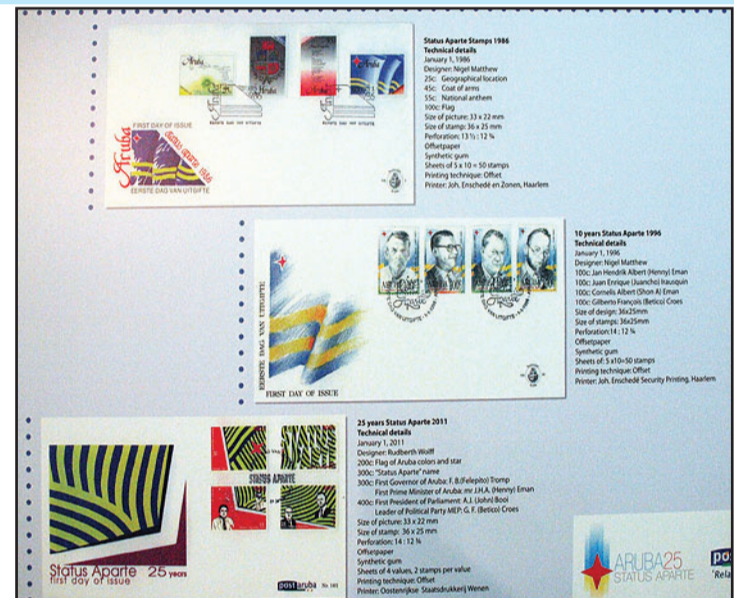 Status Aparte Stamps 1986
Technical details
January 1, 1986
Designer: Nigel Matthew
25c: Geographical location
45c: Coat of arms
55c: National anthem
100c: Flag
Size of picture: 33 x 22 mm
Size of stamp: 36 x 25 mm
Perforation: 13 ½ : 12 ¾
Offsetpaper
Synthetic gum
Sheets of 5 x 10 = 50 stamps
Printing technique: Offset
Printer: Joh. Enschedé en Zonen, Haarlem
Aruba
Aruba
Aruba
FIRST DAY OF ISSUE
Aruba
status aparte 1986
EERSTE DAG VAN UITGIFTE
10 years Status Aparte 1996
Technical details
January 1, 1996
Designer: Nigel Matthew
100c: Jan Hendrik Albert (Henny) Eman
100c: Juan Enrique (Juancho) Irausquin
100c: Cornelis Albert (Shon A) Eman
100c: Gilberto François (Betico) Croes
Size of design: 36x25mm
Size of stamps: 36x25mm
Perforation:14 : 12 ¾
Offsetpaper
Synthetic gum
Sheets of: 5 x10=50 stamps
Printing technique: Offset
Printer: Joh. Enschedé Security Printing, Haarlem
EERSTE DAG VAN UITGIFTE
FIRST DAY OF ISSUE
25 years Status Aparte 2011
Technical details
January 1, 2011
Designer: Rudberth Wolff
200c: Flag of Aruba colors and star
300c: "Status Aparte" name
300c: First Governor of Aruba: F. B.(Felepito) Tromp
First Prime Minister of Aruba: mr J.H.A. (Henny) Eman
400c: First President of Parliament: A.J. (John) Booi
Leader of Political Party MEP: G. F. (Betico) Croes
Size of picture: 33 x 22 mm
Size of stamp: 36 x 25 mm
Perforation: 14 : 12 ¾
Offsetpaper
Synthetic gum
Sheets of 4 values, 2 stamps per value
Printing technique: Offset
Printer: Oostenrijkse Staatsdrukkerij Wenen
STATUS APARTE
Status Aparte 25 years
first day of issue
post aruba
ARUBA25
STATUS APARTE
po
'Rela